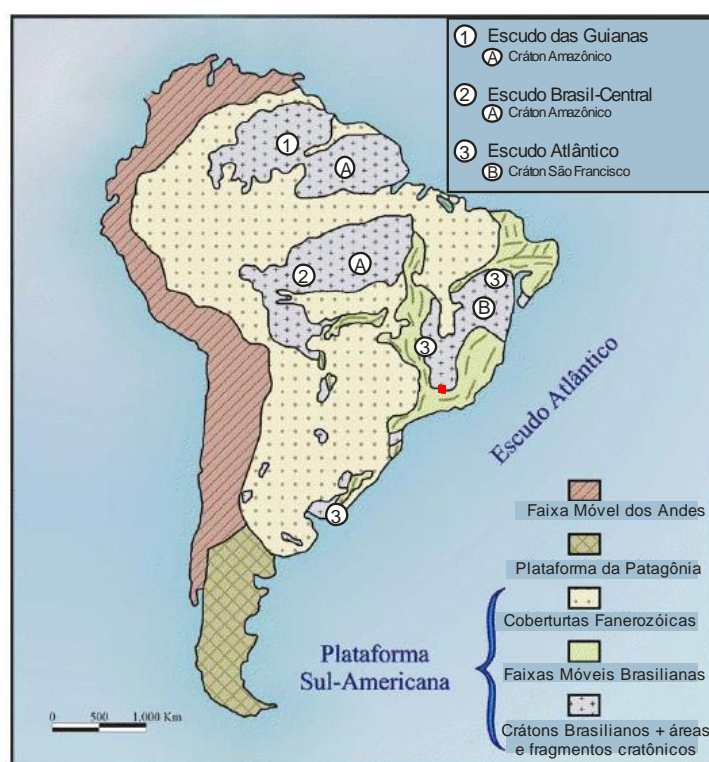 1 Escudo das Guianas
A Cráton Amazônico
2 Escudo Brasil-Central
A Cráton Amazônico
3 Escudo Atlântico
B Cráton São Francisco
1
A
2
A
3
B
3
3
Escudo Atlântico
Faixa Móvel dos Andes
Plataforma da Patagônia
Coberturtas Fanerozóicas
Faixas Móveis Brasilianas
Crátons Brasilianos + áreas
e fragmentos cratônicos
Plataforma
Sul-Americana
0 500 1,000 Km